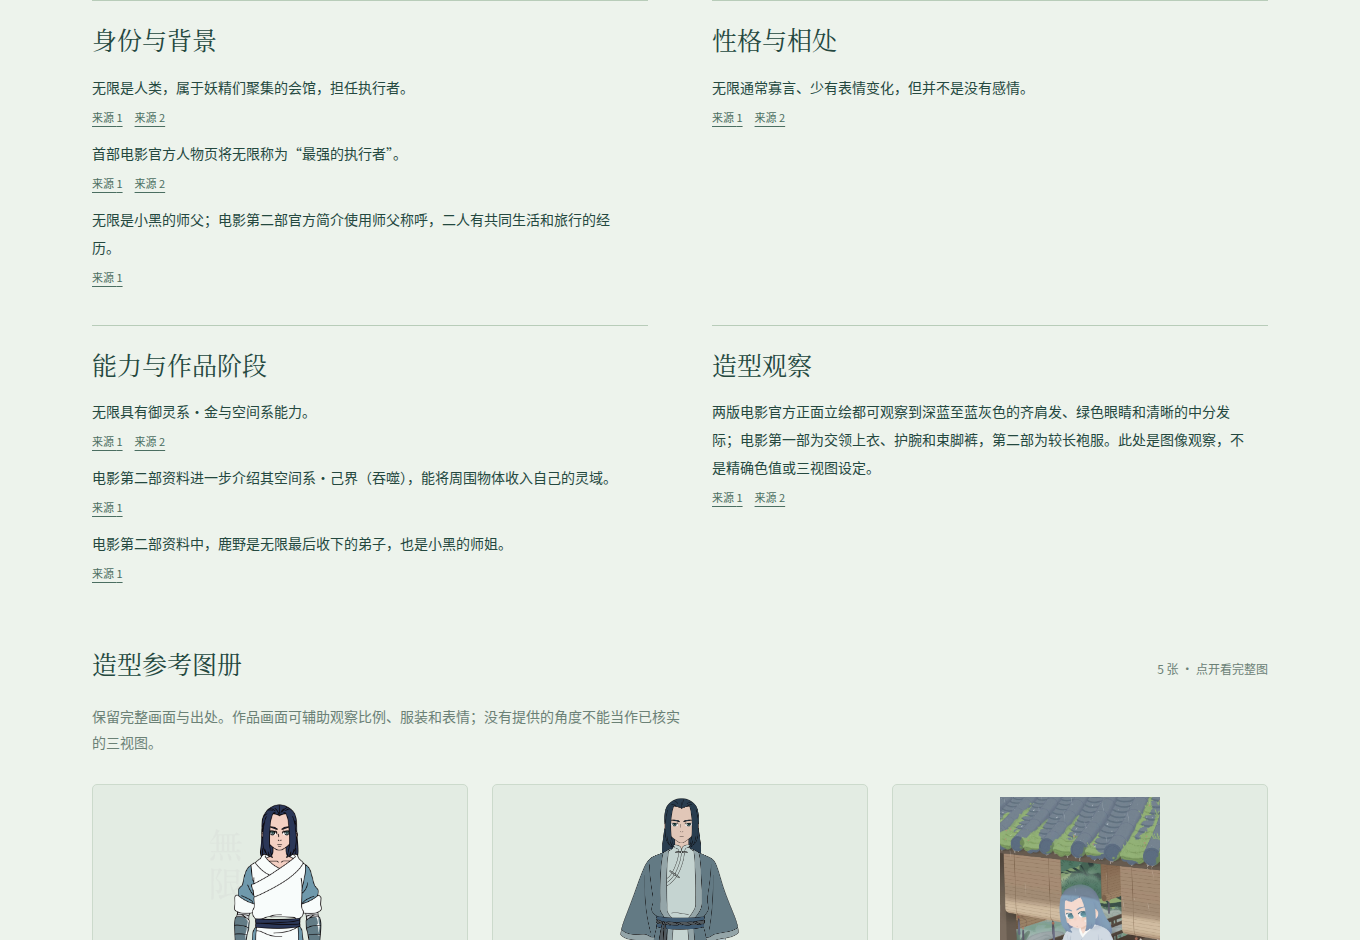 身份与背景
无限是人类，属于妖精们聚集的会馆，担任执行者。
来源 1 来源 2
首部电影官方人物页将无限称为“最强的执行者”。
来源 1 来源 2
无限是小黑的师父；电影第二部官方简介使用师父称呼，二人有共同生活和旅行的经
历。
来源 1
性格与相处
无限通常寡言、少有表情变化，但并不是没有感情。
来源 1 来源 2
能力与作品阶段
无限具有御灵系·金与空间系能力。
来源 1 来源 2
电影第二部资料进一步介绍其空间系·己界（吞噬），能将周围物体收入自己的灵域。
来源 1
电影第二部资料中，鹿野是无限最后收下的弟子，也是小黑的师姐。
来源 1
造型观察
两版电影官方正面立绘都可观察到深蓝至蓝灰色的齐肩发、绿色眼睛和清晰的中分发
际；电影第一部为交领上衣、护腕和束脚裤，第二部为较长袍服。此处是图像观察，不
是精确色值或三视图设定。
来源 1 来源 2
造型参考图册
5 张 · 点开看完整图
保留完整画面与出处。作品画面可辅助观察比例、服装和表情；没有提供的角度不能当作已核实
的三视图。
無
限